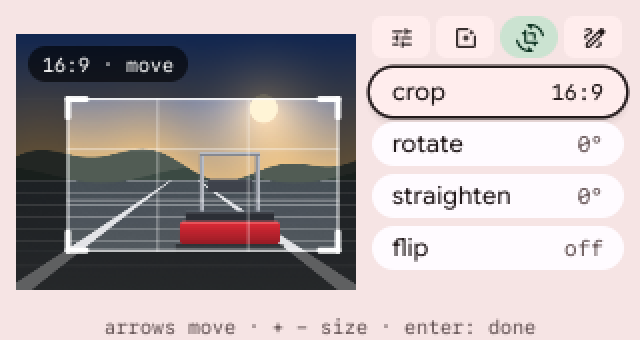 16:9 · move
crop 16:9
rotate 0°
straighten 0°
flip off
arrows move · + − size · enter: done